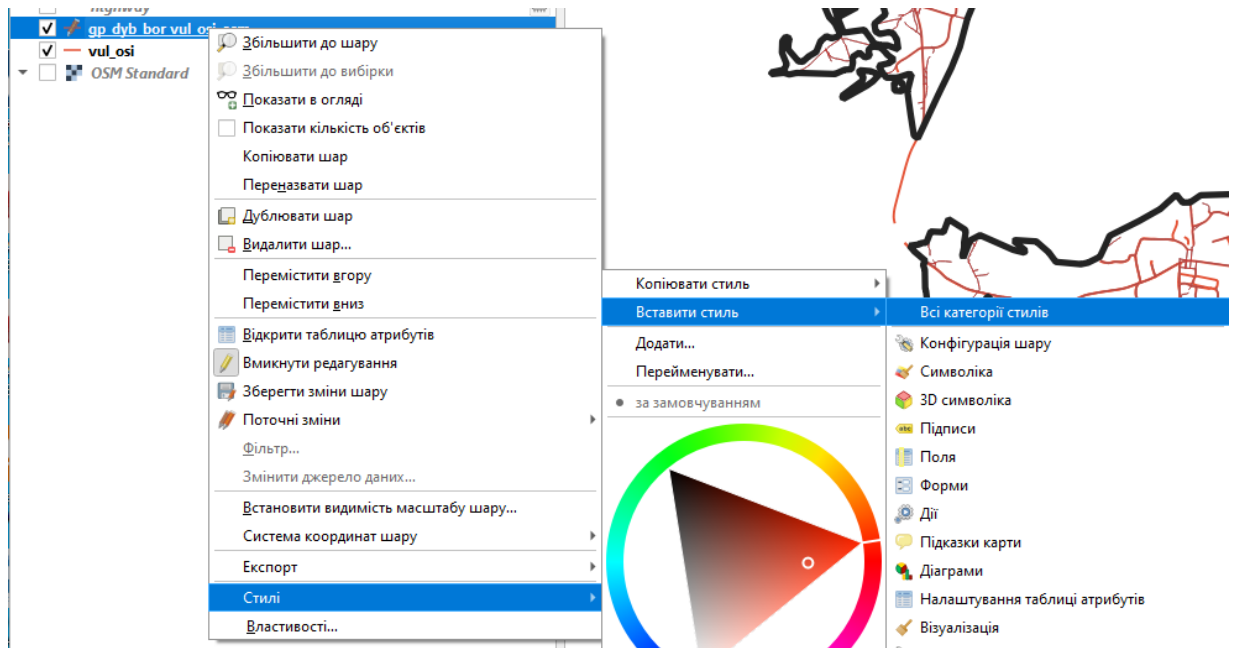 highway
gp_dyb_bor vul_osi_osm
vul_osi
OSM Standard
Збільшити до шару
Збільшити до вибірки
Показати в огляді
Показати кількість об'єктів
Копіювати шар
Переназвати шар
Дублювати шар
Видалити шар...
Перемістити вгору
Перемістити вниз
Відкрити таблицю атрибутів
Вмикнути редагування
Зберегти зміни шару
Поточні зміни
Фільтр...
Змінити джерело даних...
Встановити видимість масштабу шару...
Система координат шару
Експорт
Стилі
Властивості...
Копіювати стиль
Вставити стиль
Додати...
Перейменувати...
за замовчуванням
Всі категорії стилів
Конфігурація шару
Символіка
3D символіка
abc Підписи
Поля
Форми
Дії
Підказки карти
Діаграми
Налаштування таблиці атрибутів
Візуалізація